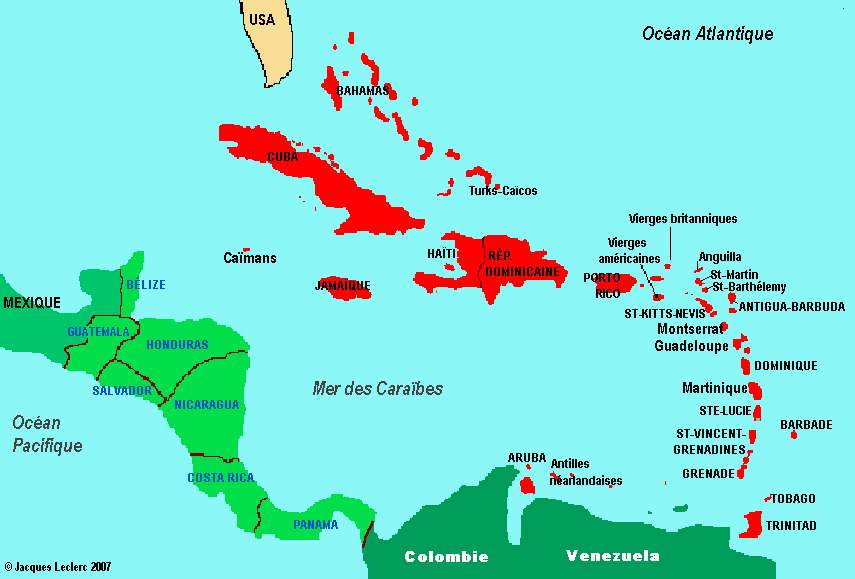 USA
Océan Atlantique
BAHAMAS
CUBA
Turks-Caïcos
Vierges britanniques
HAÏTI
RÉP.
DOMINICAINE
Vierges
américaines
Anguilla
Caïmans
St-Martin
PORTO
RICO
St-Barthélemy
BÉLIZE
JAMAÏQUE
MEXIQUE
ANTIGUA-BARBUDA
ST-KITTS-NEVIS
GUATEMALA
Montserrat
HONDURAS
Guadeloupe
DOMINIQUE
Mer des Caraïbes
Martinique
SALVADOR
NICARAGUA
STE-LUCIE
Océan
Pacifique
BARBADE
ST-VINCENT-
GRENADINES
ARUBA
Antilles
néerlandaises
GRENADE
COSTA RICA
TOBAGO
PANAMA
TRINITAD
Colombie
Venezuela
© Jacques Leclerc 2007